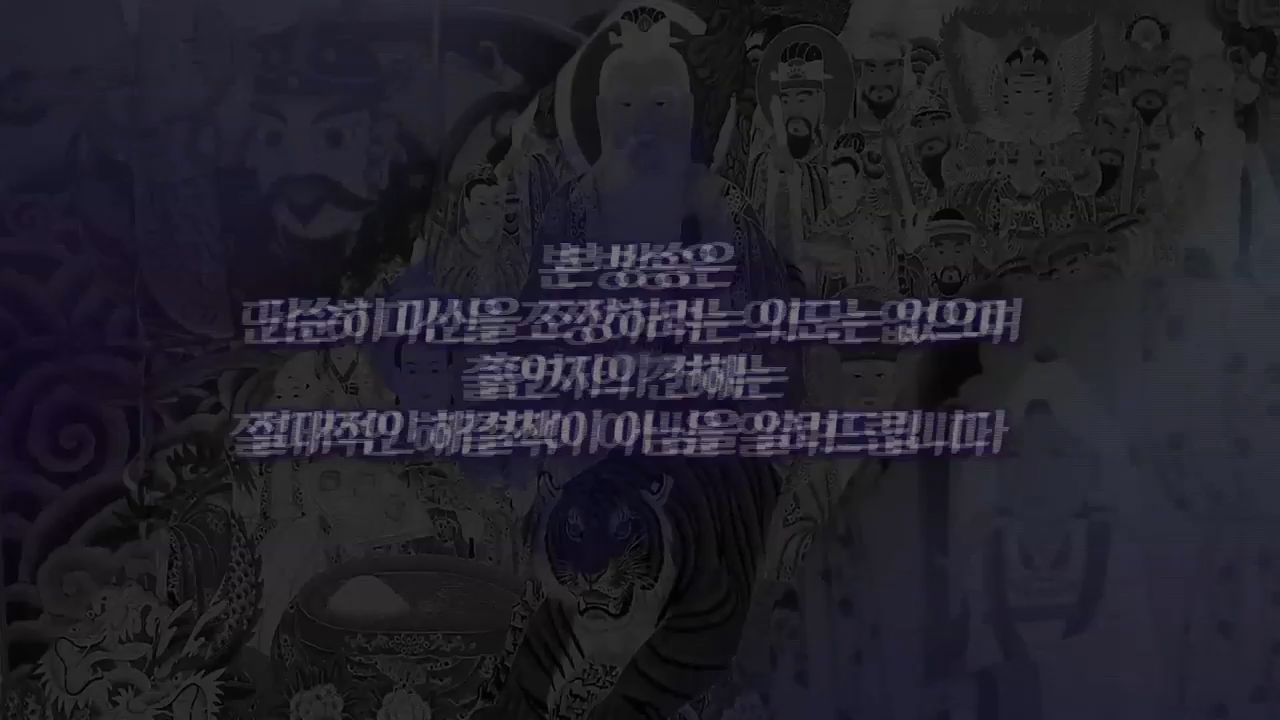 본 방송은
단순히 미신을 조장하려는 의도는 없으며
출연자의 견해는
절대적인 해결책이 아님을 알려드립니다